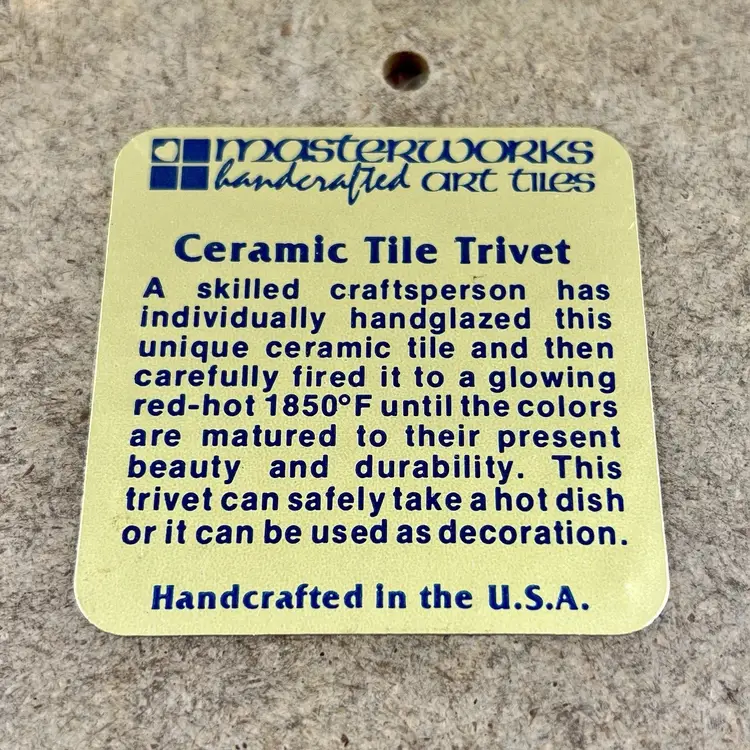 masterworks
handcrafted art tiles
Ceramic Tile Trivet
A skilled craftsperson has
individually handglazed this
unique ceramic tile and then
carefully fired it to a glowing
red-hot 1850°F until the colors
are matured to their present
beauty and durability. This
trivet can safely take a hot dish
or it can be used as decoration.
Handcrafted in the U.S.A.